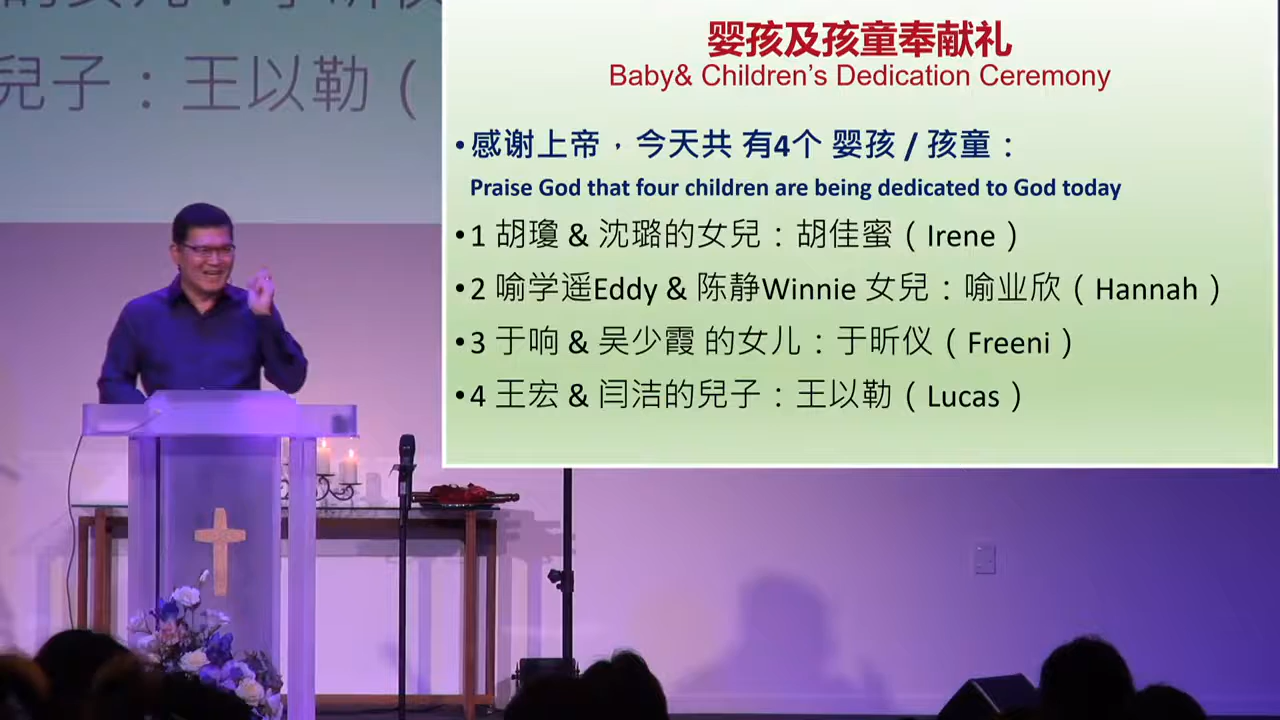 兒子：王以勒（
婴孩及孩童奉献礼
Baby& Children's Dedication Ceremony
•感谢上帝，今天共 有4个 婴孩 / 孩童：
Praise God that four children are being dedicated to God today
•1 胡瓊 & 沈璐的女兒：胡佳蜜（Irene）
•2 喻学遥Eddy & 陈静Winnie 女兒：喻业欣（Hannah）
•3 于响 & 吴少霞 的女儿：于昕仪（Freeni）
•4 王宏 & 闫洁的兒子：王以勒（Lucas）